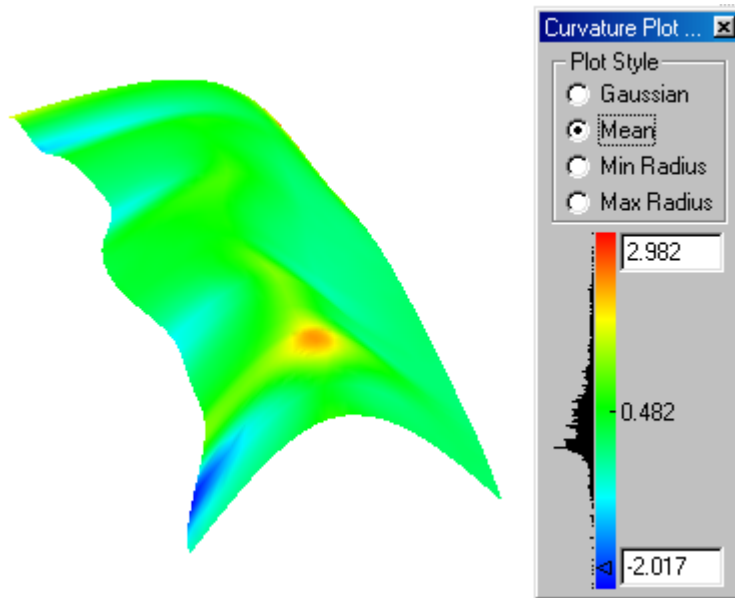 Curvature Plot ...
Plot Style
Gaussian
Mean
Min Radius
Max Radius
2.982
0.482
-2.017